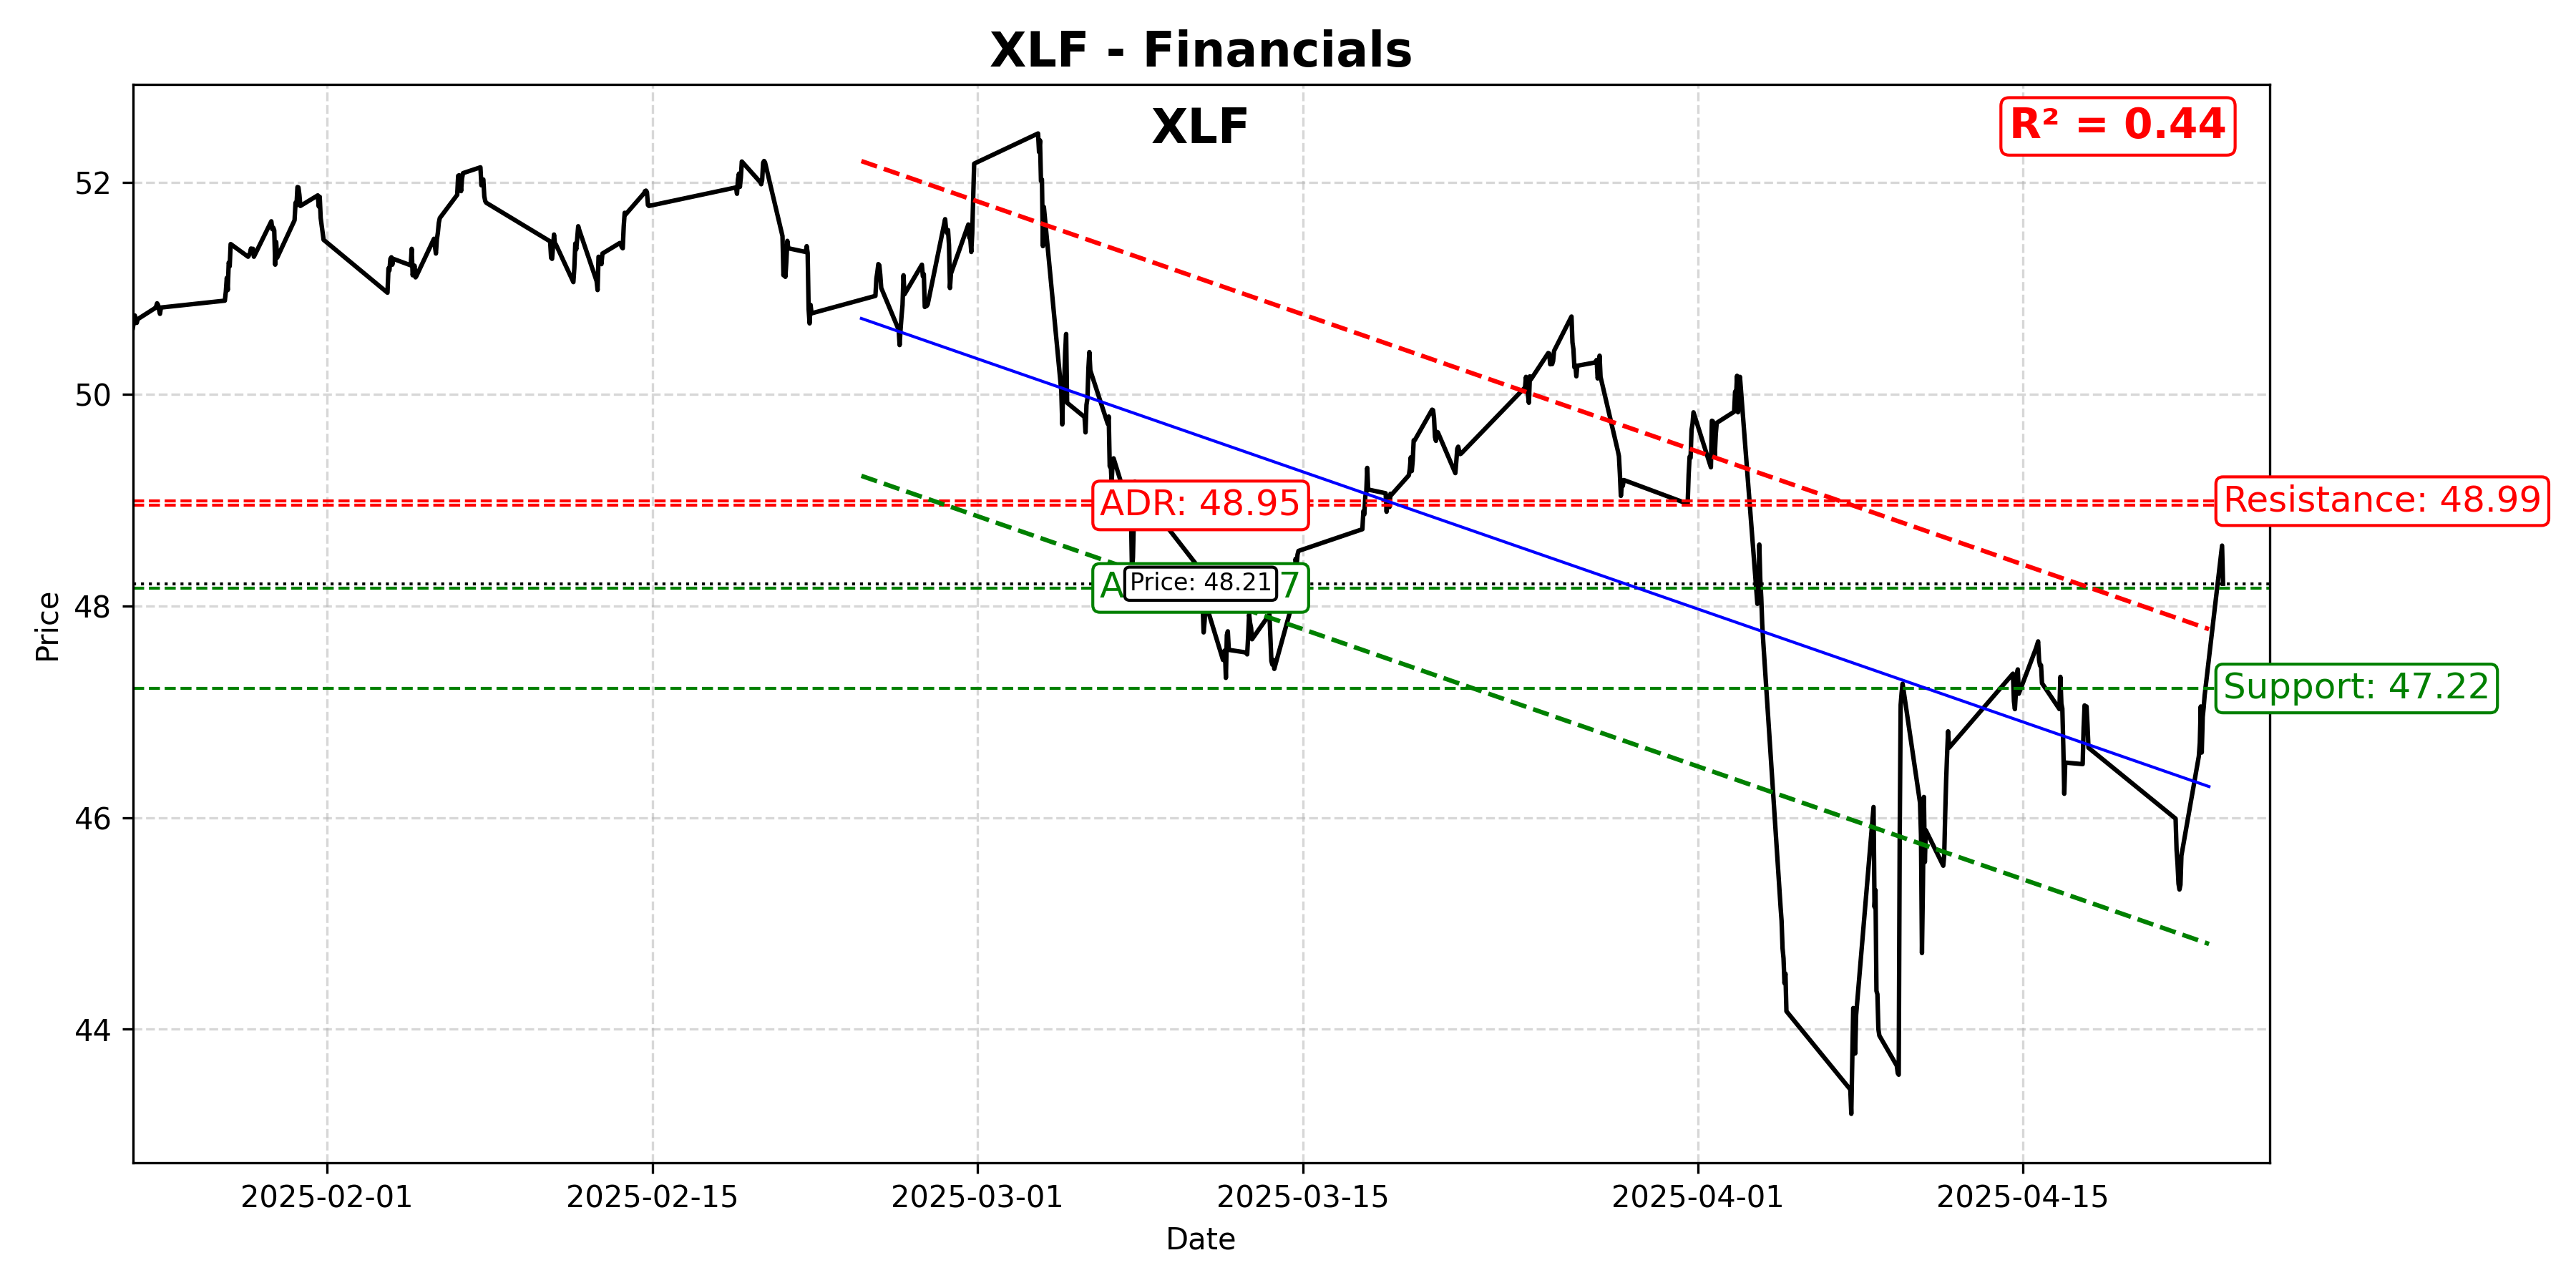 XLF - Financials
XLF
R² = 0.44
52
50
48
46
44
Price
ADR: 48.95
Resistance: 48.99
Price: 48.21
Support: 47.22
2025-02-01
2025-02-15
2025-03-01
2025-03-15
2025-04-01
2025-04-15
Date